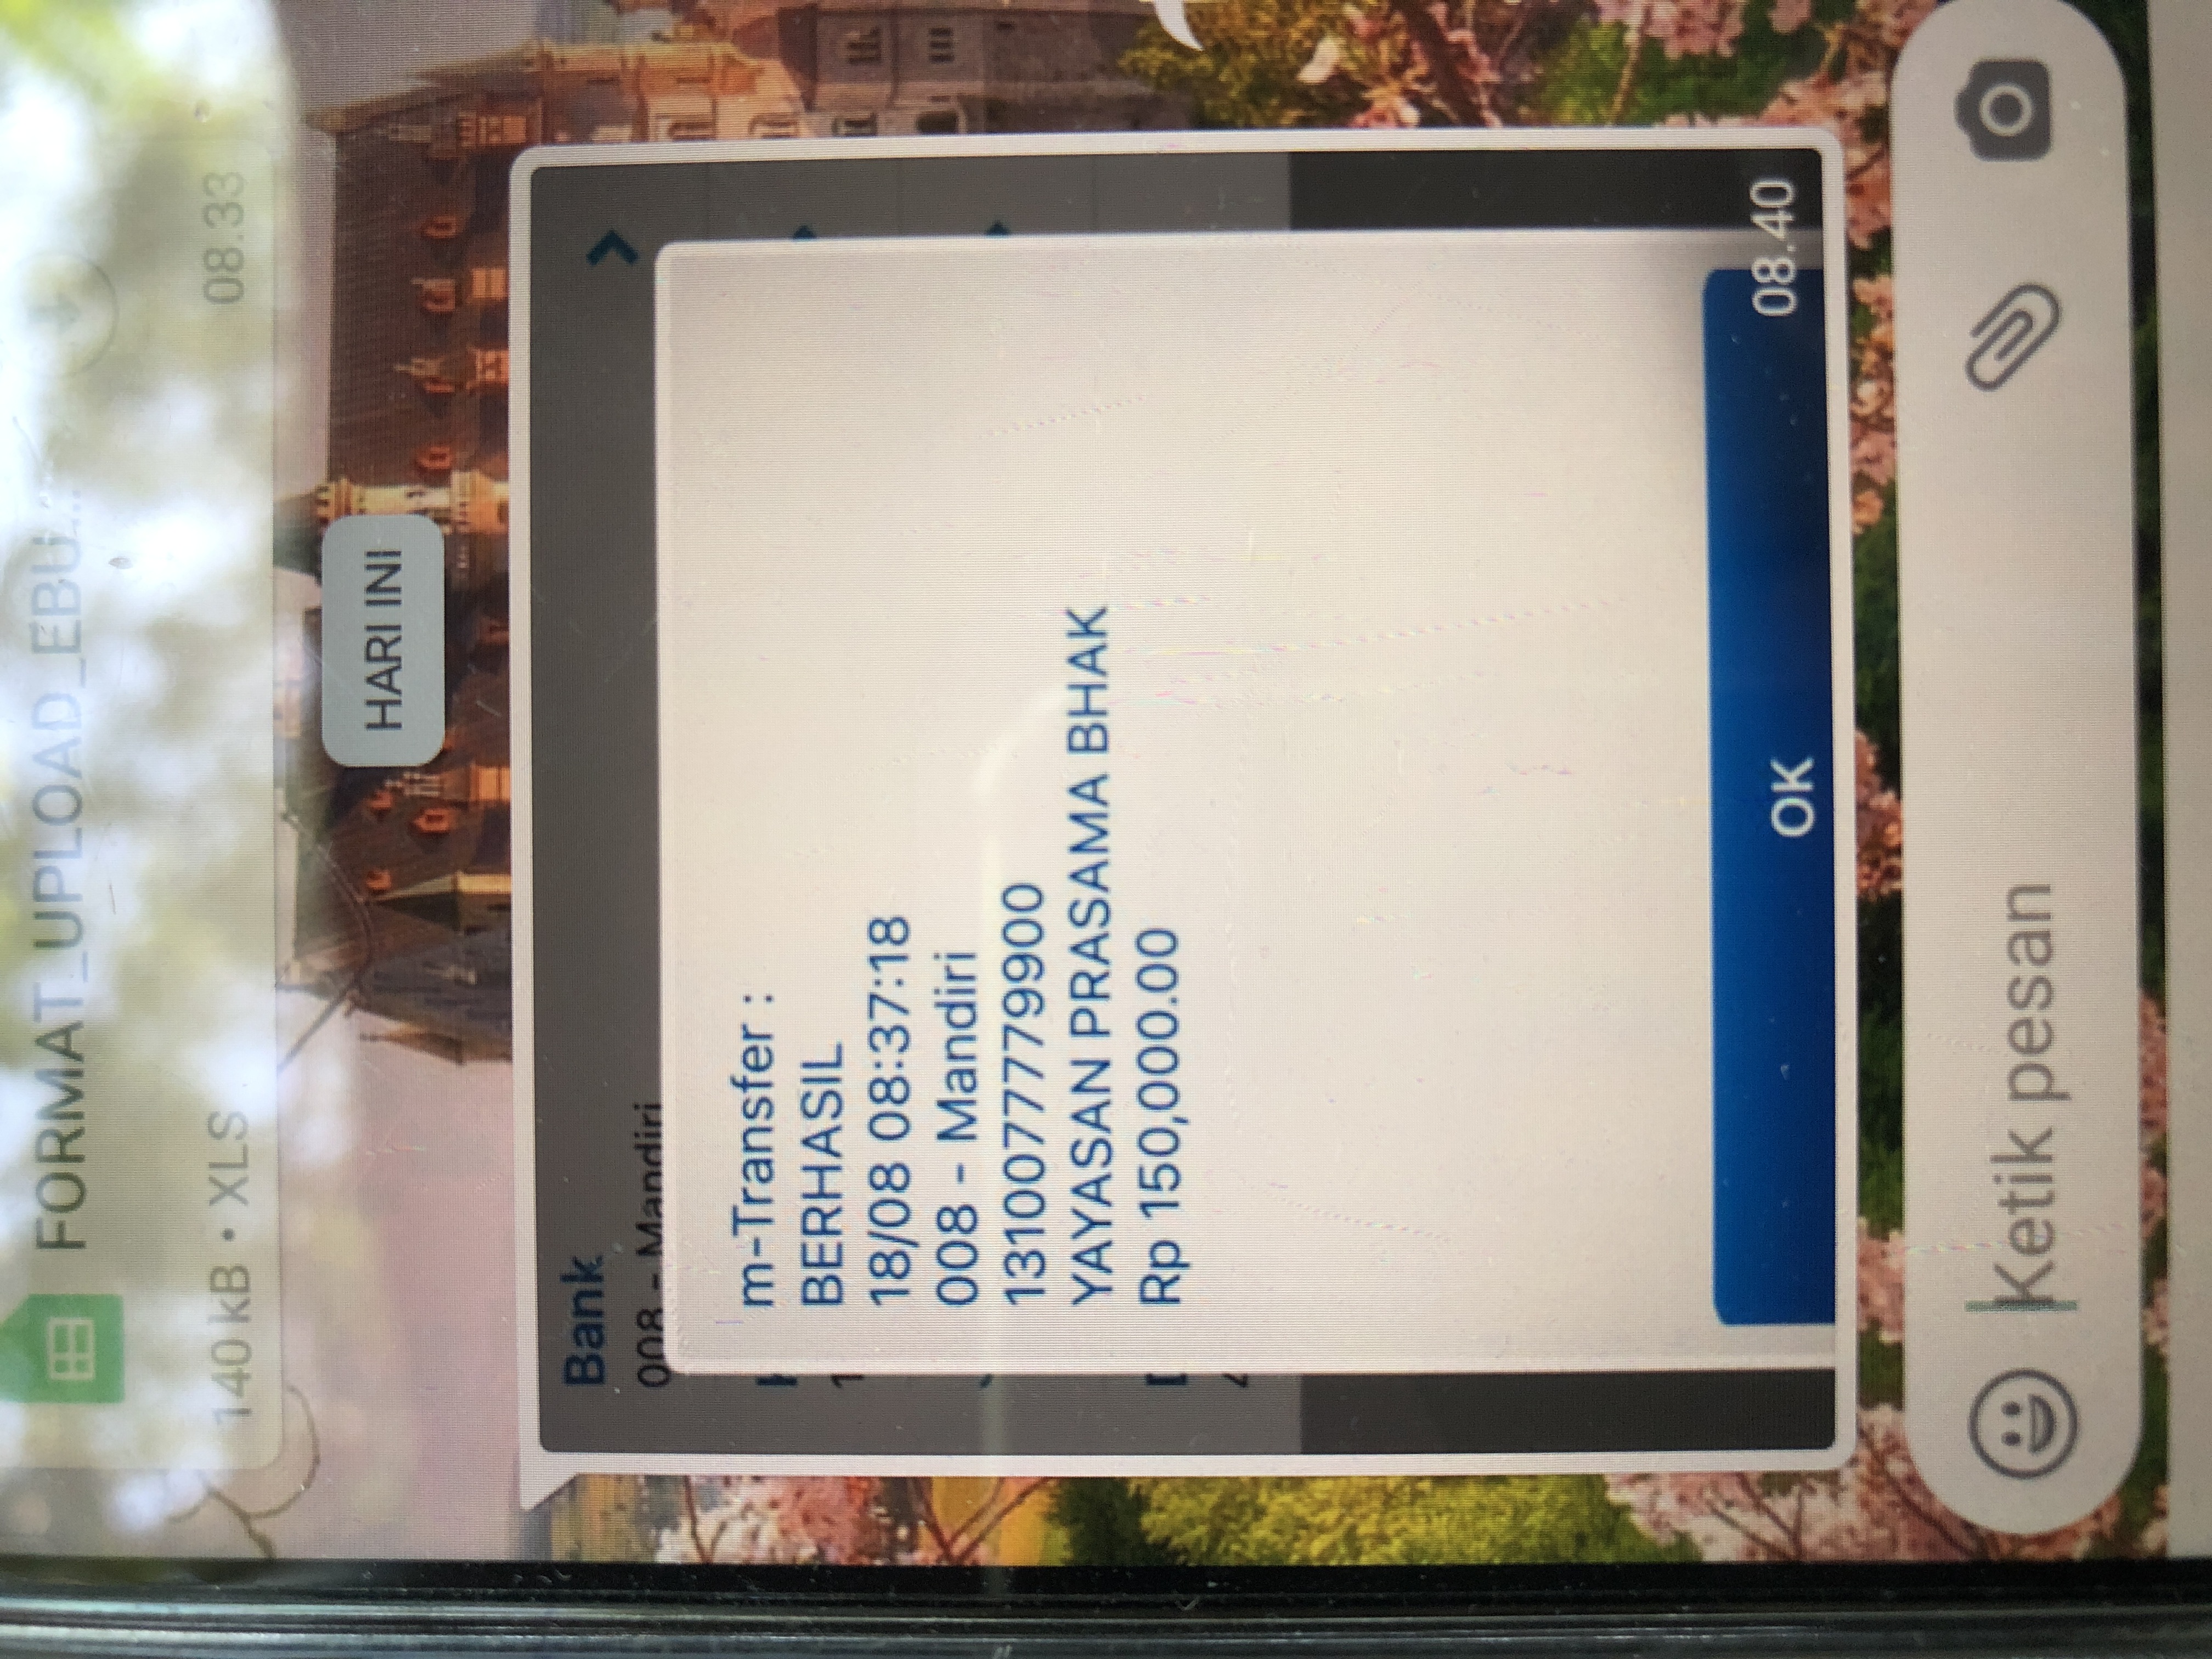 FORMAT_UPLOAD_EBU...
140 kB • XLS
08.33
HARI INI
Bank
008 - Mandiri
m-Transfer :
BERHASIL
18/08 08:37:18
008 - Mandiri
1310077779900
YAYASAN PRASAMA BHAK
Rp 150,000.00
OK
08.40
Ketik pesan